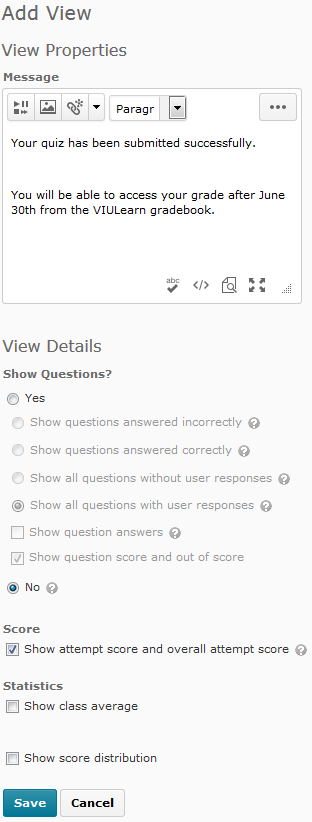 Add View
View Properties
Message
Paragr
Your quiz has been submitted successfully.
You will be able to access your grade after June
30th from the VIULearn gradebook.
abc
</>
View Details
Show Questions?
Yes
Show questions answered incorrectly ?
Show questions answered correctly ?
Show all questions without user responses ?
Show all questions with user responses ?
Show question answers ?
Show question score and out of score
No ?
Score
Show attempt score and overall attempt score ?
Statistics
Show class average
Show score distribution
Save Cancel